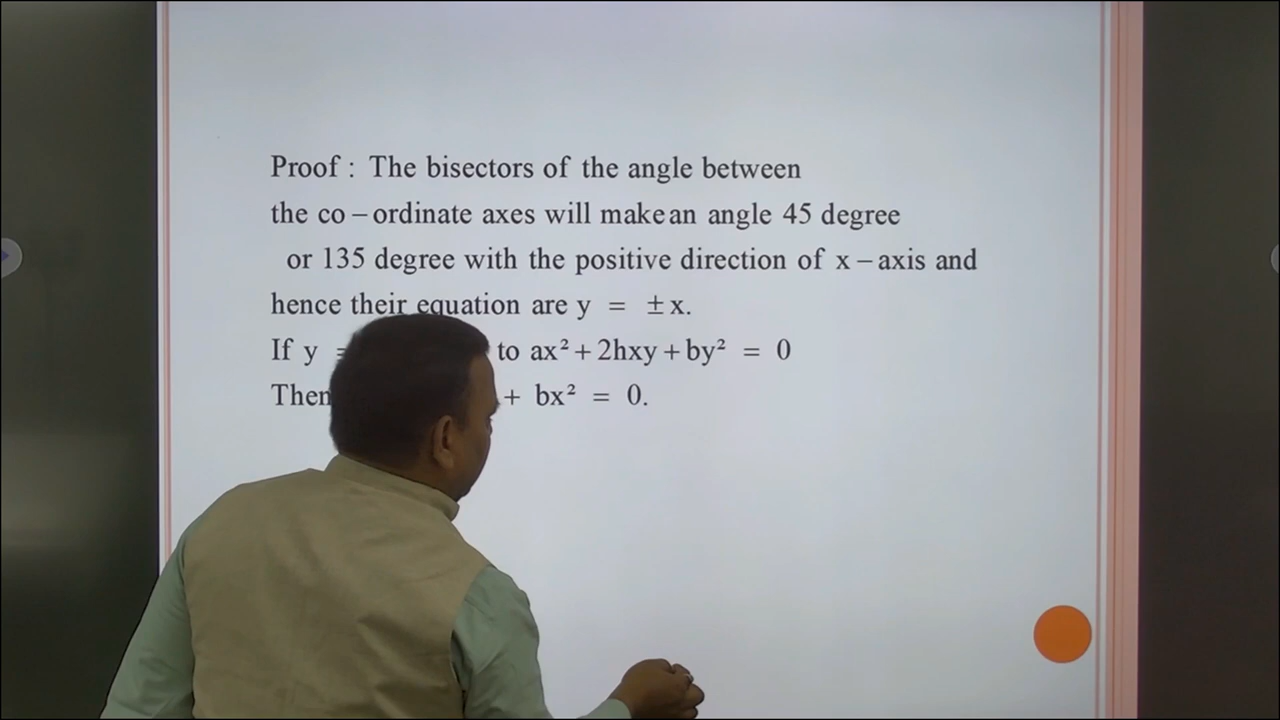 Proof : The bisectors of the angle between
the co – ordinate axes will make an angle 45 degree
or 135 degree with the positive direction of x – axis and
hence their equation are y = ± x.
If y = to ax² + 2hxy + by² = 0
Then + bx² = 0.